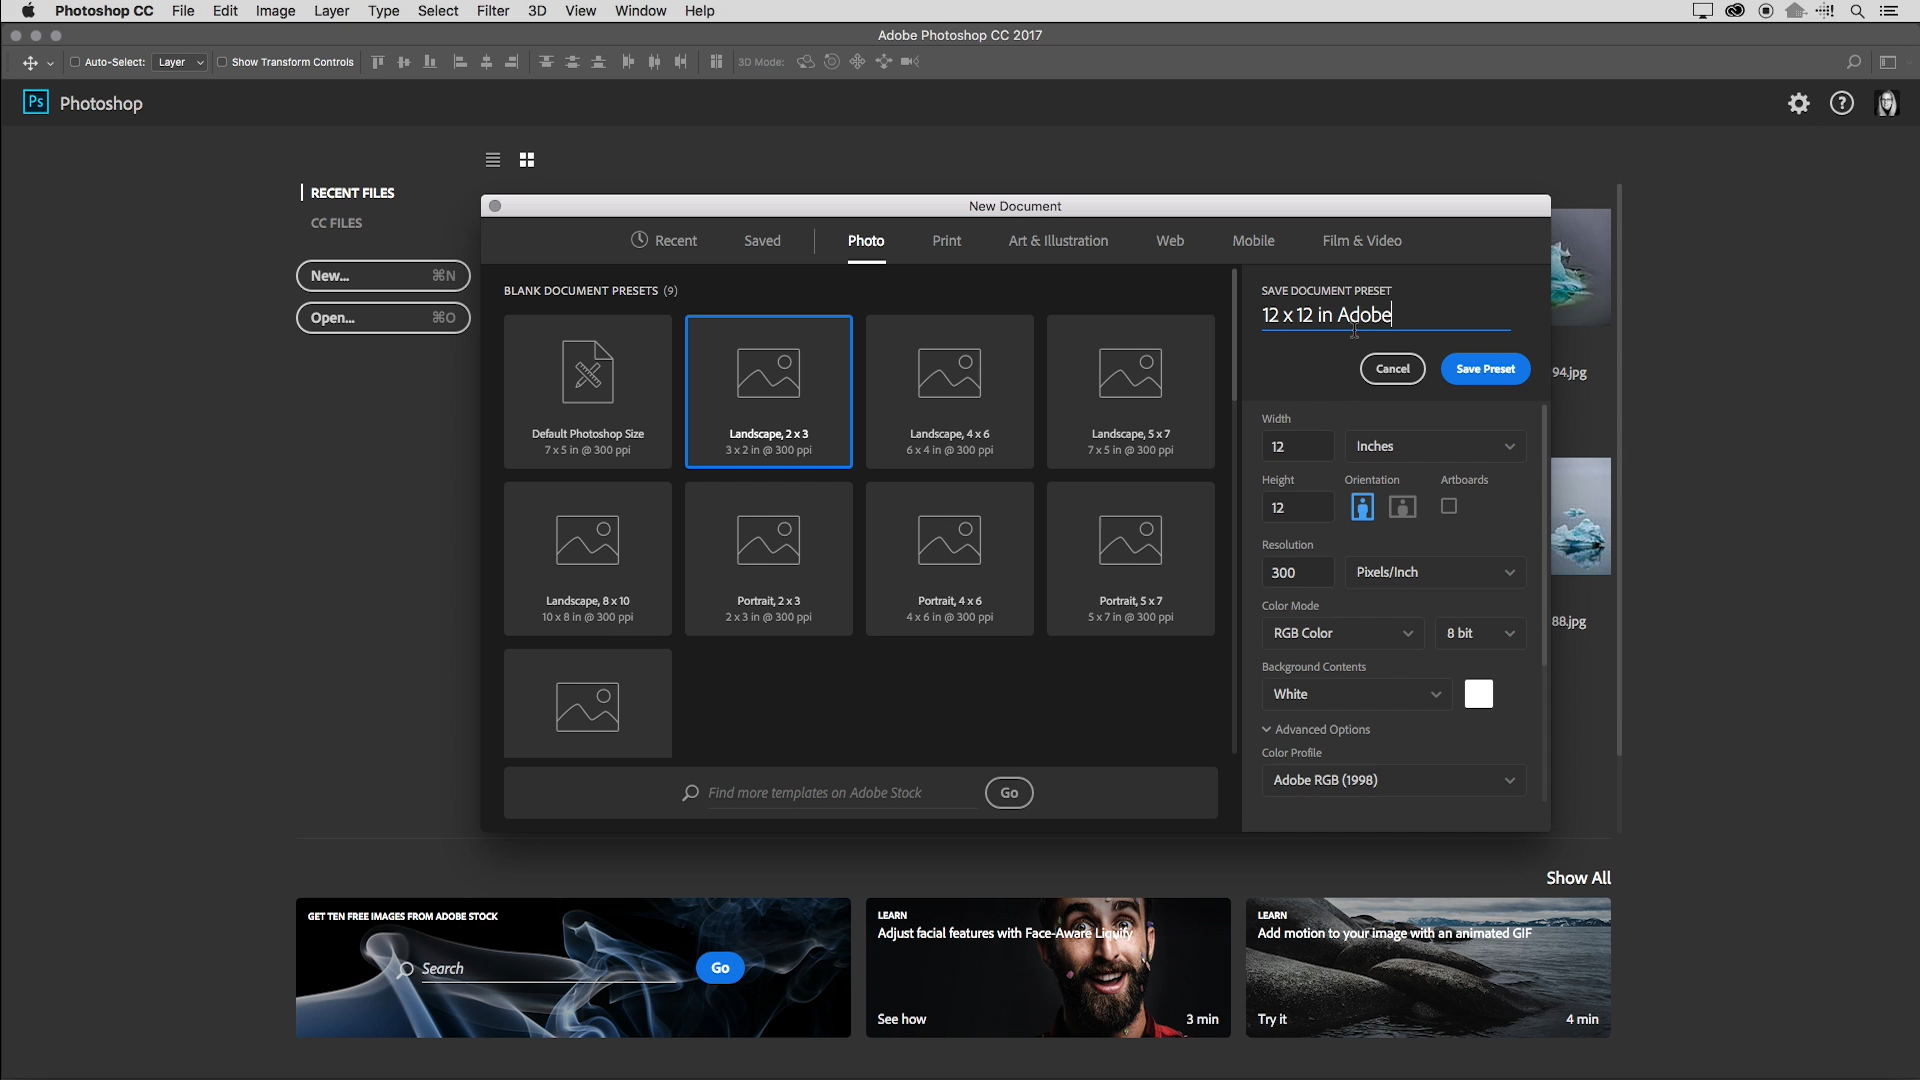 Photoshop CC File Edit Image Layer Type Select Filter 3D View Window Help
Adobe Photoshop CC 2017
Auto-Select: Layer Show Transform Controls 3D Mode:
Ps Photoshop
RECENT FILES
CC FILES
New... ⌘N
Open... ⌘O
New Document
Recent Saved Photo Print Art & Illustration Web Mobile Film & Video
BLANK DOCUMENT PRESETS (9)
Default Photoshop Size
7 x 5 in @ 300 ppi
Landscape, 2 x 3
3 x 2 in @ 300 ppi
Landscape, 4 x 6
6 x 4 in @ 300 ppi
Landscape, 5 x 7
7 x 5 in @ 300 ppi
Landscape, 8 x 10
10 x 8 in @ 300 ppi
Portrait, 2 x 3
2 x 3 in @ 300 ppi
Portrait, 4 x 6
4 x 6 in @ 300 ppi
Portrait, 5 x 7
5 x 7 in @ 300 ppi
Find more templates on Adobe Stock Go
SAVE DOCUMENT PRESET
12 x 12 in Adobe
Cancel Save Preset
Width
12 Inches
Height Orientation Artboards
12
Resolution
300 Pixels/Inch
Color Mode
RGB Color 8 bit
Background Contents
White
Advanced Options
Color Profile
Adobe RGB (1998)
94.jpg
88.jpg
Show All
GET TEN FREE IMAGES FROM ADOBE STOCK
Search Go
LEARN
Adjust facial features with Face-Aware Liquify
See how 3 min
LEARN
Add motion to your image with an animated GIF
Try it 4 min